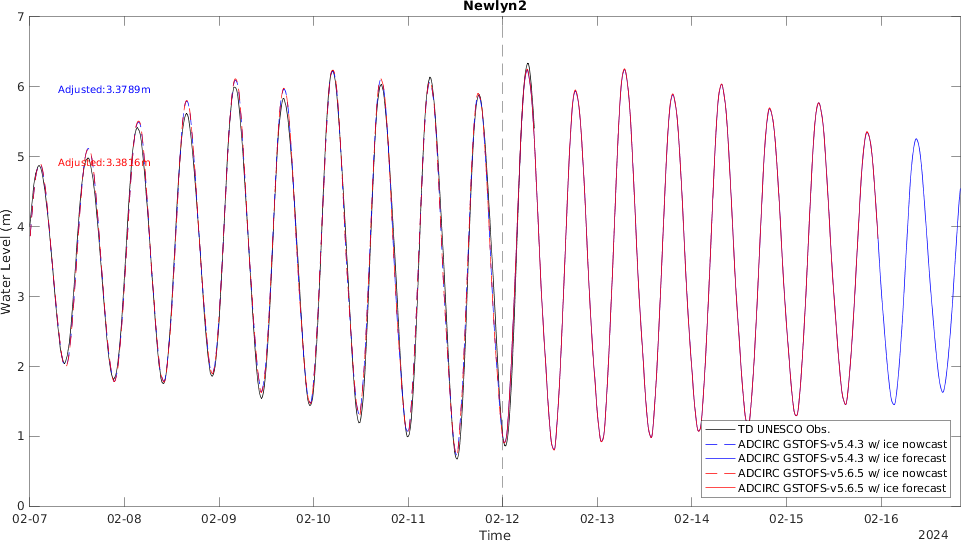 Newlyn2
7
6
5
4
3
2
1
0
Water Level (m)
Adjusted:3.3789m
Adjusted:3.3836m
TD UNESCO Obs.
ADCIRC GSTOFS-v5.4.3 w/ ice nowcast
ADCIRC GSTOFS-v5.4.3 w/ ice forecast
ADCIRC GSTOFS-v5.6.5 w/ ice nowcast
ADCIRC GSTOFS-v5.6.5 w/ ice forecast
02-07 02-08 02-09 02-10 02-11 02-12 02-13 02-14 02-15 02-16
Time
2024